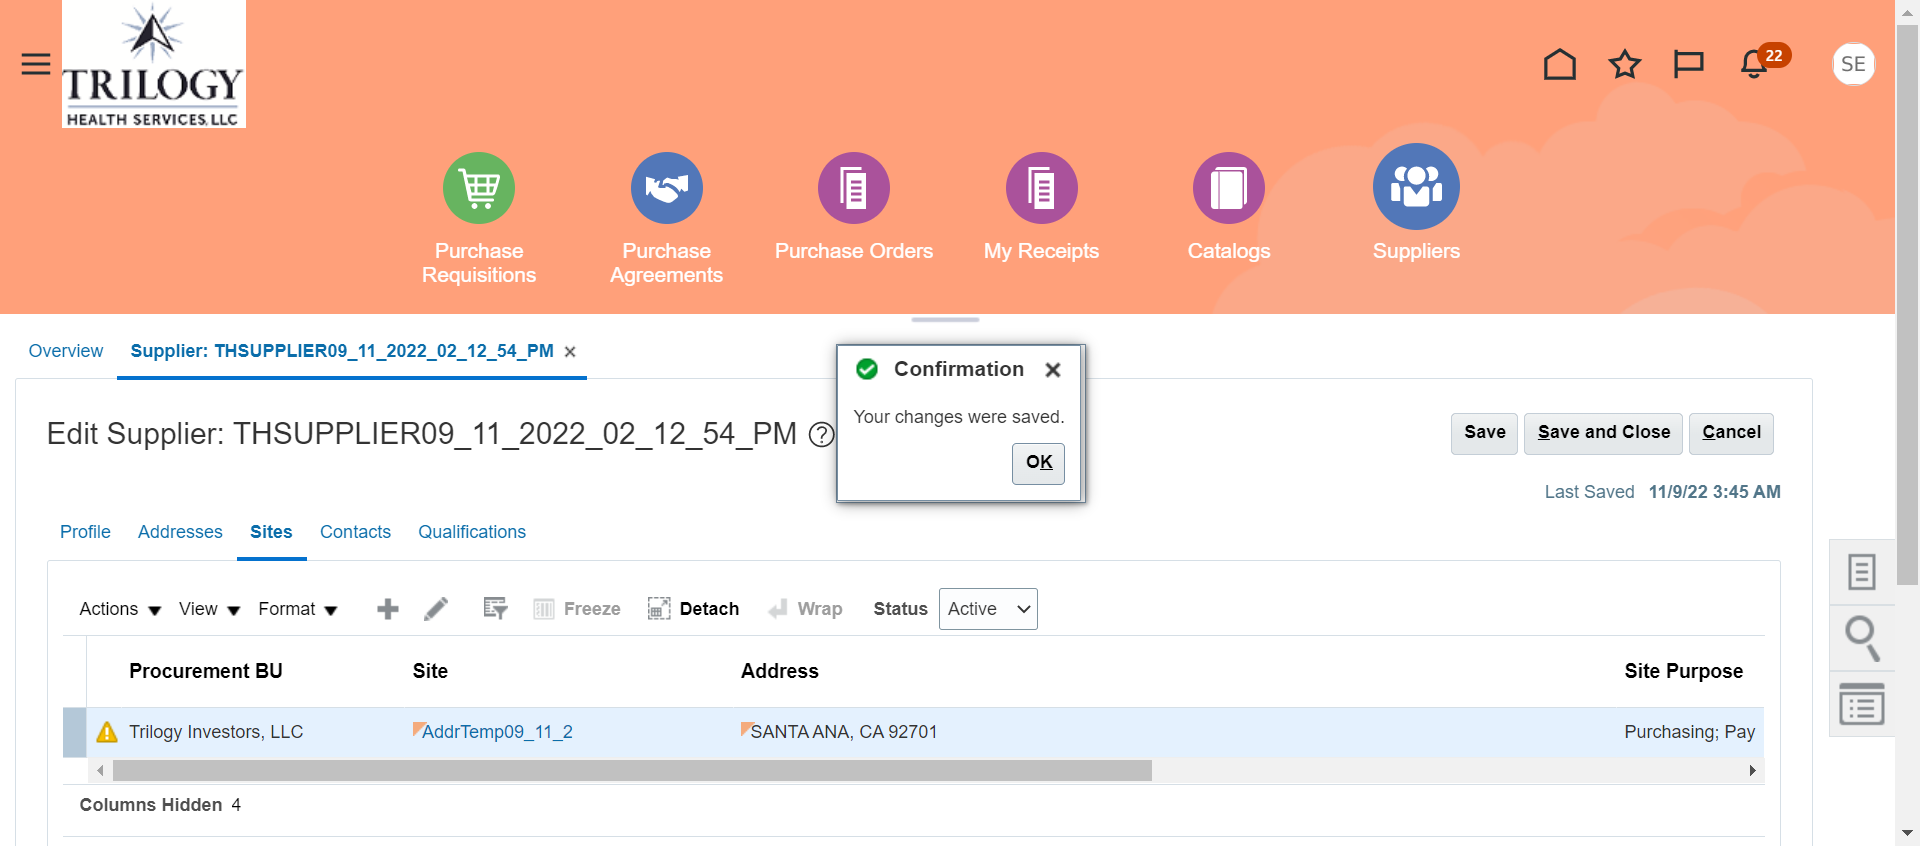 TRILOGY
HEALTH SERVICES, LLC
22
SE
Purchase Requisitions
Purchase Agreements
Purchase Orders
My Receipts
Catalogs
Suppliers
Overview
Supplier: THSUPPLIER09_11_2022_02_12_54_PM
Confirmation
Your changes were saved.
OK
Edit Supplier: THSUPPLIER09_11_2022_02_12_54_PM ?
Save
Save and Close
Cancel
Last Saved 11/9/22 3:45 AM
Profile
Addresses
Sites
Contacts
Qualifications
Actions
View
Format
Freeze
Detach
Wrap
Status
Active
Procurement BU
Site
Address
Site Purpose
Trilogy Investors, LLC
AddrTemp09_11_2
SANTA ANA, CA 92701
Purchasing; Pay
Columns Hidden 4